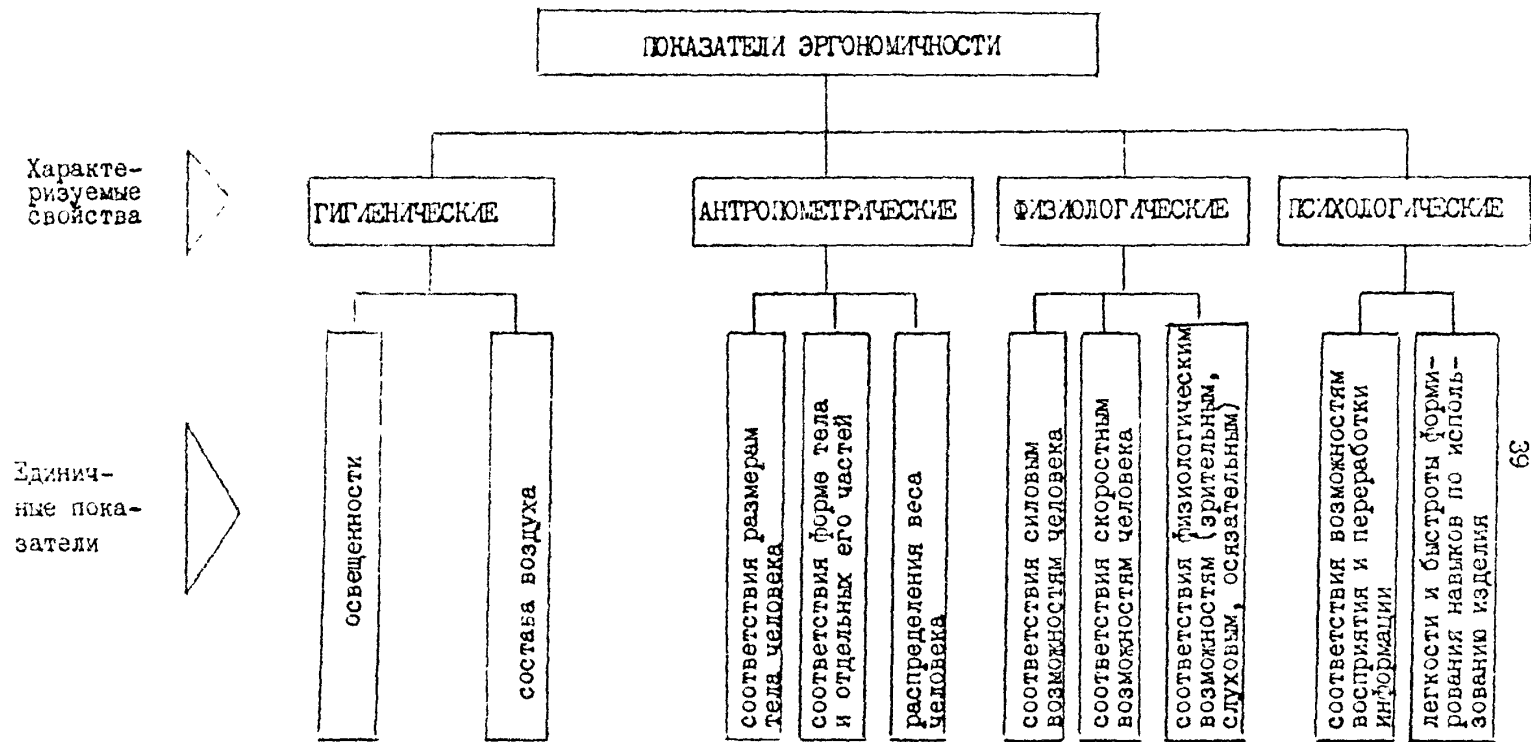 ПОКАЗАТЕЛИ ЭРГОНОМИЧНОСТИ
Характе-
ризуемые
свойства
ГИГИЕНИЧЕСКИЕ
АНТРОПОМЕТРИЧЕСКИЕ
ФИЗИОЛОГИЧЕСКИЕ
ПСИХОЛОГИЧЕСКИЕ
Единич-
ные пока-
затели
освещенности
состава воздуха
соответствия размерам
тела человека
соответствия форме тела
и отдельных его частей
распределения веса
человека
соответствия силовым
возможностям человека
соответствия скоростным
возможностям человека
соответствия физиологическим
возможностям (зрительным,
слуховым, осязательным)
соответствия возможностям
восприятия и переработки
информации
легкости и быстроты форми-
рования навыков по исполь-
зованию изделия
39